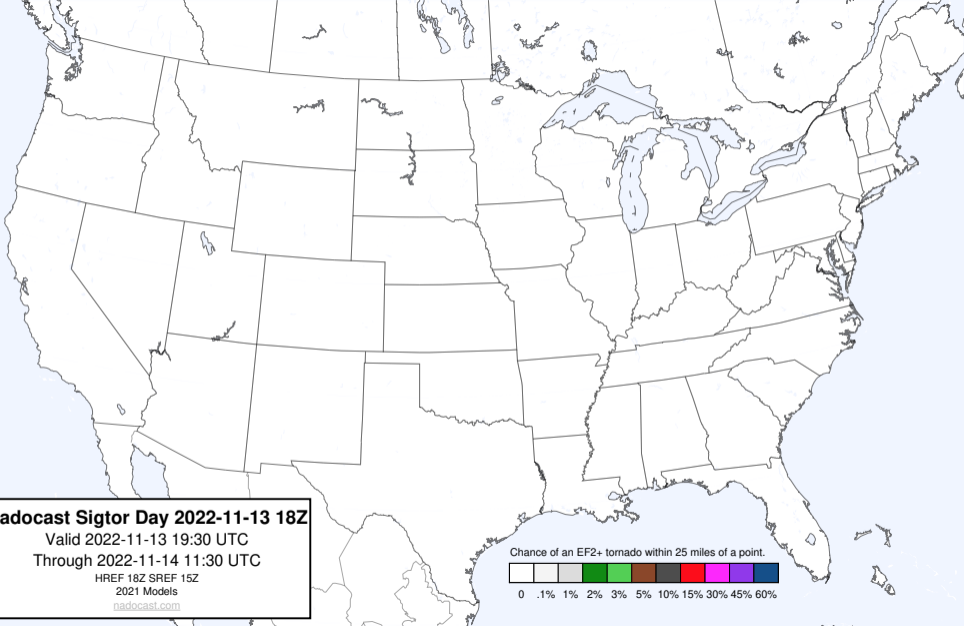 adocast Sigtor Day 2022-11-13 18Z
Valid 2022-11-13 19:30 UTC
Through 2022-11-14 11:30 UTC
HREF 18Z SREF 15Z
2021 Models
nadocast.com
Chance of an EF2+ tornado within 25 miles of a point.
0 .1% 1% 2% 3% 5% 10% 15% 30% 45% 60%